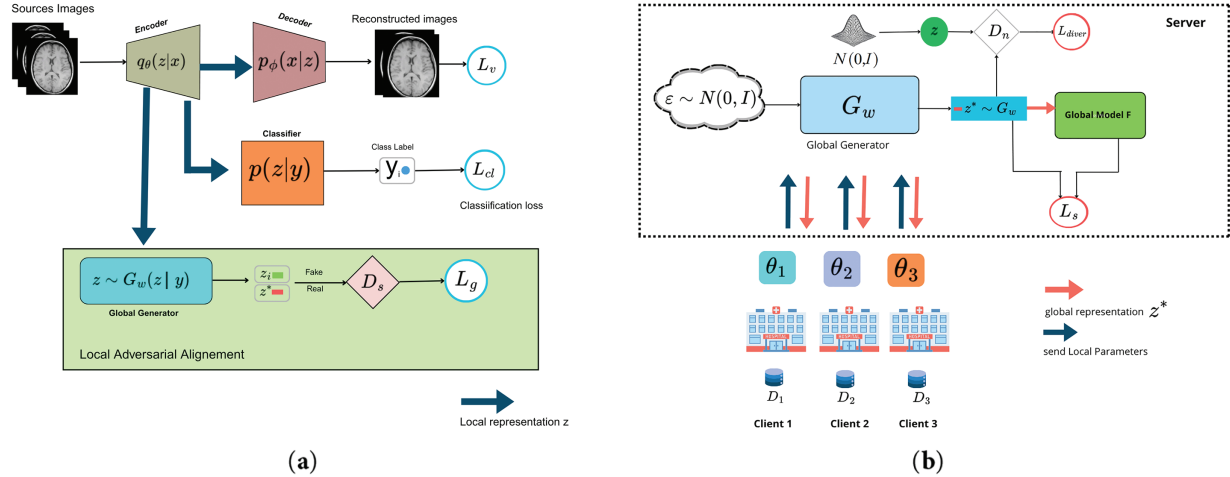 Sources Images
Encoder
q_θ(z|x)
Decoder
p_ϕ(x|z)
Reconstructed images
L_v
Classifier
p(z|y)
Class Label
y_i
L_cl
Classiification loss
z ∼ G_w(z | y)
Global Generator
z_i
z*
Fake
Real
D_s
L_g
Local Adversarial Alignement
Local representation z
(a)
Server
N(0,I)
z
D_n
L_diver
ε ∼ N(0, I)
G_w
Global Generator
z* ∼ G_w
Global Model F
L_s
θ_1
θ_2
θ_3
HOSPITAL
HOSPITAL
HOSPITAL
D_1
D_2
D_3
Client 1
Client 2
Client 3
global representation z*
send Local Parameters
(b)